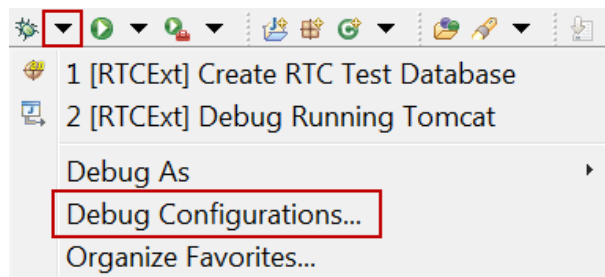 1 [RTCExt] Create RTC Test Database
2 [RTCExt] Debug Running Tomcat
Debug As
Debug Configurations...
Organize Favorites...